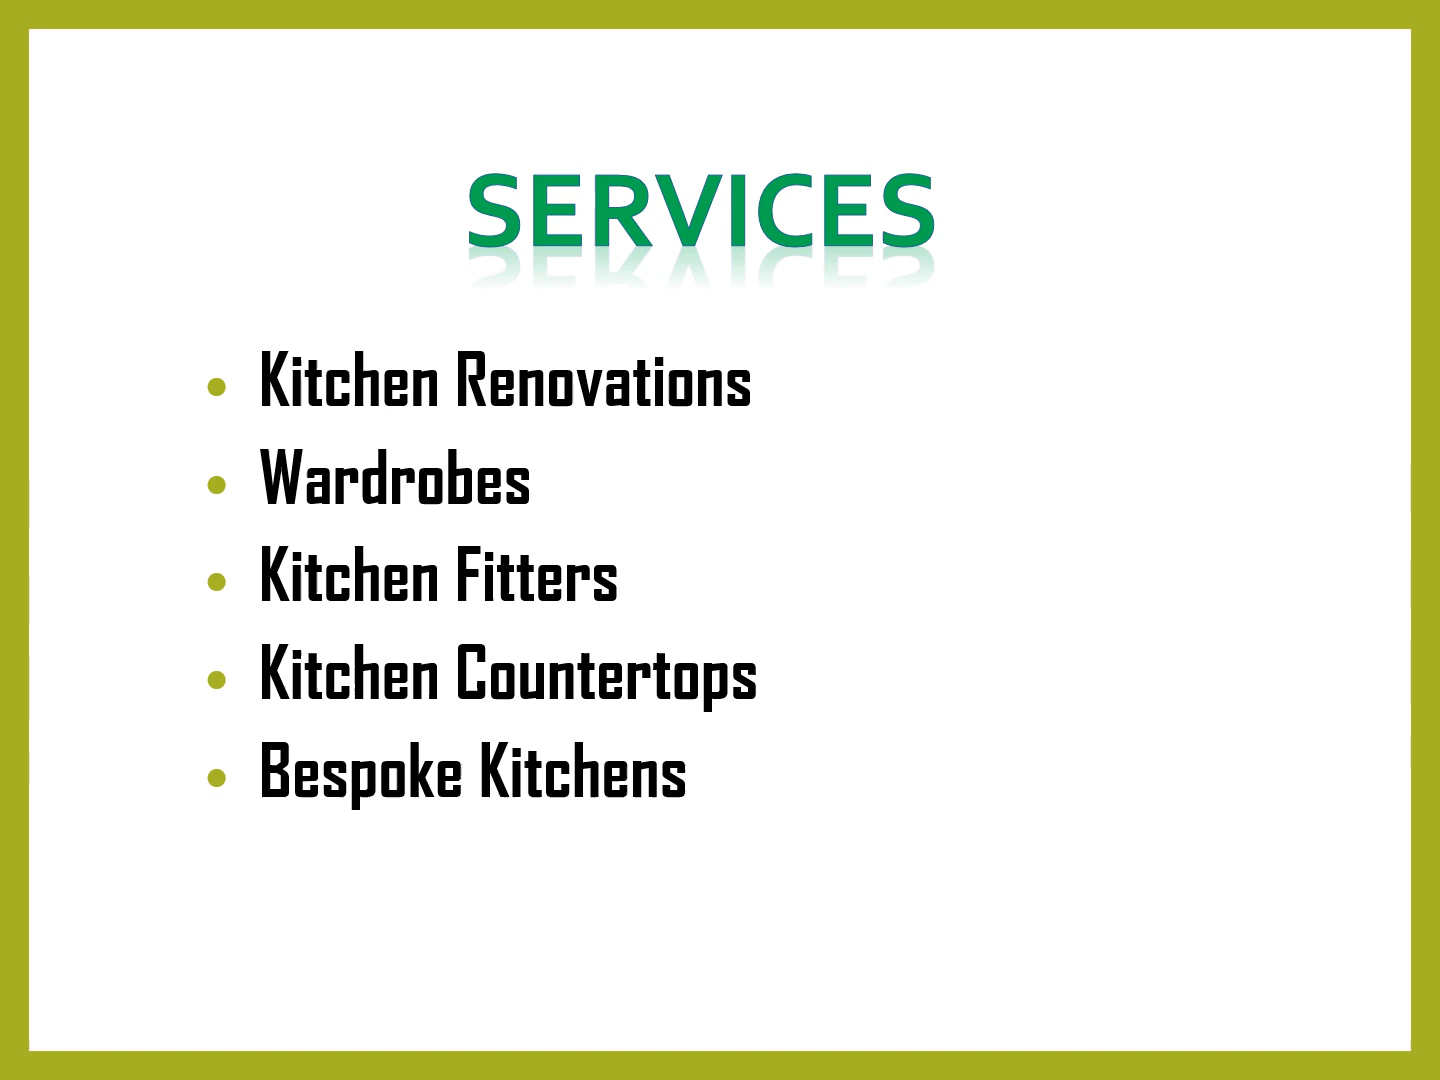 SERVICES
• Kitchen Renovations
• Wardrobes
• Kitchen Fitters
• Kitchen Countertops
• Bespoke Kitchens